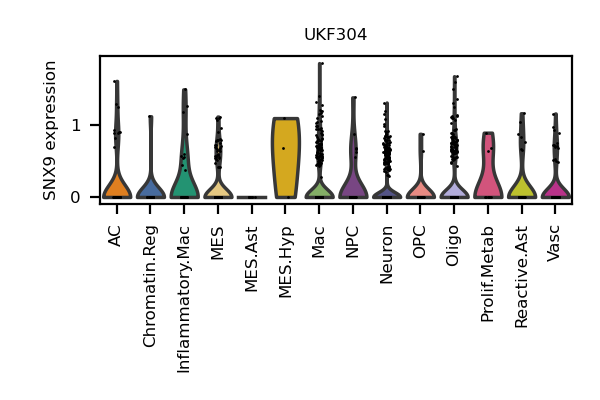 UKF304
SNX9 expression
1
0
AC
Chromatin.Reg
Inflammatory.Mac
MES
MES.Ast
MES.Hyp
Mac
NPC
Neuron
OPC
Oligo
Prolif.Metab
Reactive.Ast
Vasc